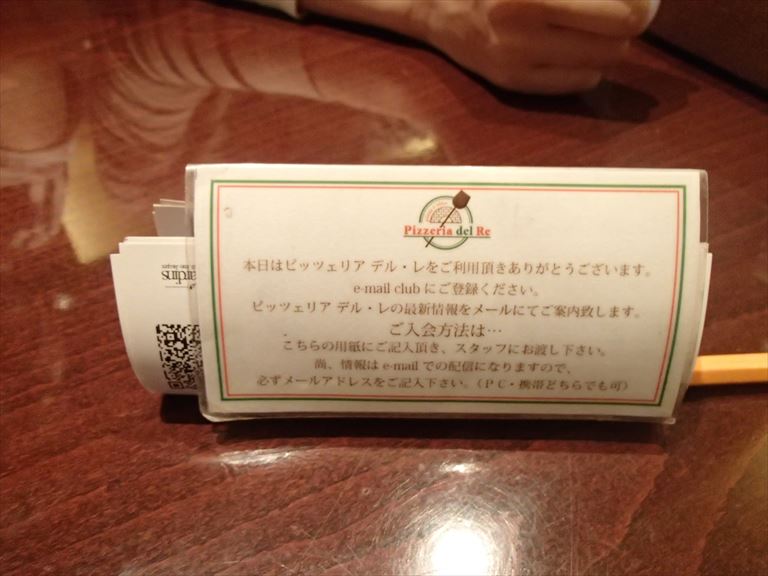 Pizzeria del Re
本日はピッツェリア デル・レをご利用頂きありがとうございます。
e-mail club にご登録ください。
ピッツェリア デル・レの最新情報をメールにてご案内致します。
ご入会方法は…
こちらの用紙にご記入頂き、スタッフにお渡し下さい。
尚、情報は e-mail での配信になりますので、
必ずメールアドレスをご記入下さい。（ＰＣ・携帯どちらでも可）
ardins